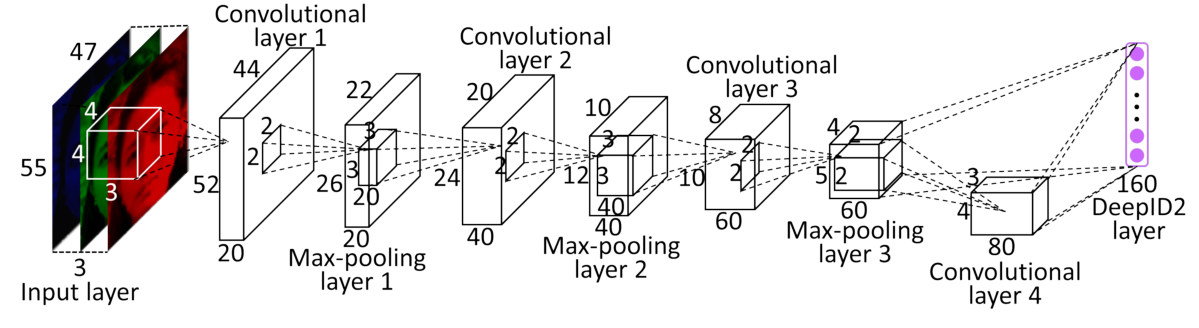 47
4
4
3
55
3
Input layer
Convolutional
layer 1
44
2
2
52
20
22
3
3
26
20
20
Max-pooling
layer 1
Convolutional
layer 2
20
2
2
24
40
10
3
3
12
40
40
Max-pooling
layer 2
Convolutional
layer 3
8
2
2
10
60
4
2
2
5
60
Max-pooling
layer 3
3
4
80
Convolutional
layer 4
160
DeepID2
layer